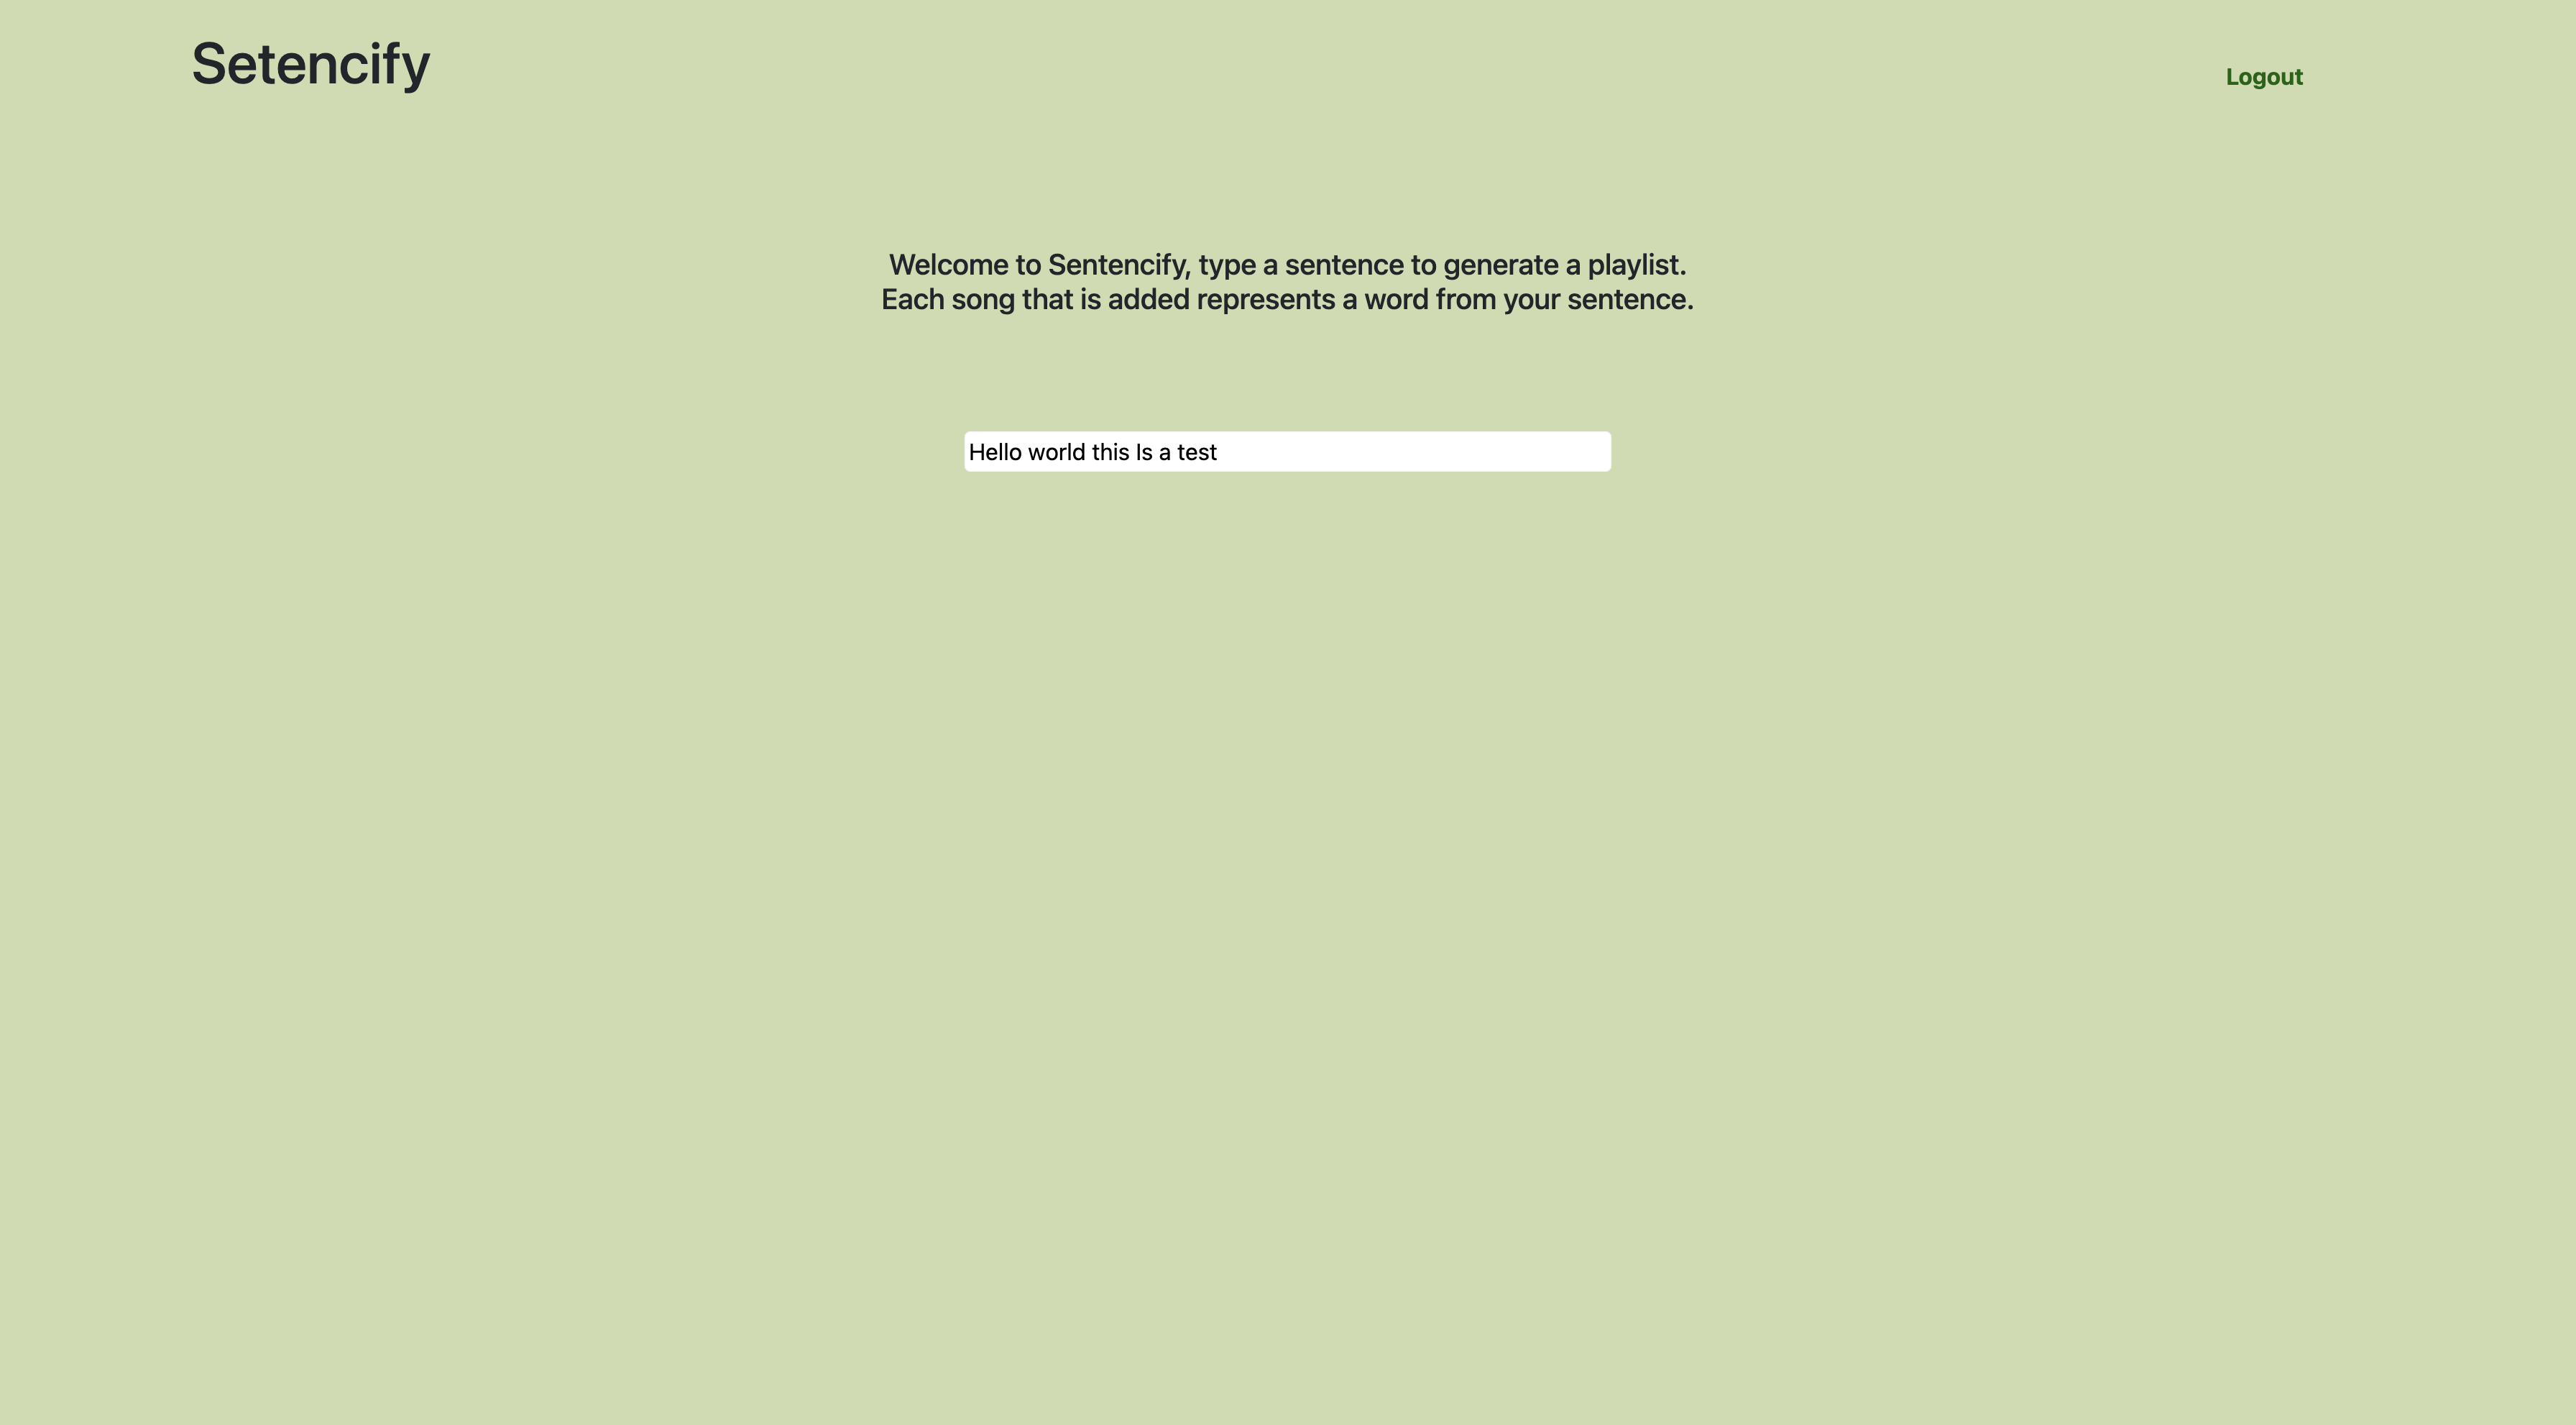 Setencify
Logout
Welcome to Sentencify, type a sentence to generate a playlist.
Each song that is added represents a word from your sentence.
Hello world this Is a test